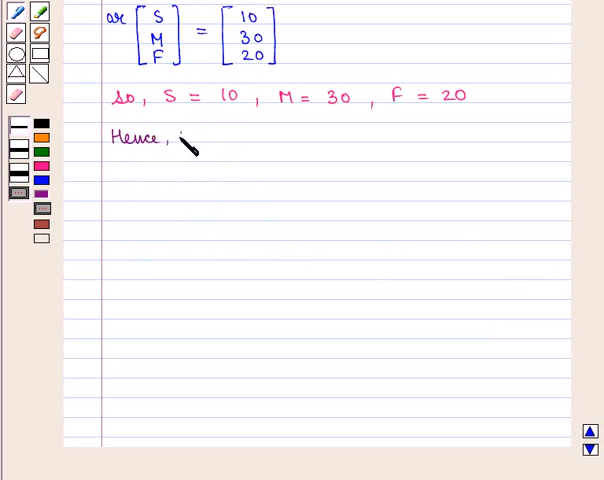 or [S M F] = [10 30 20]
so, S = 10, M = 30, F = 20
Hence,